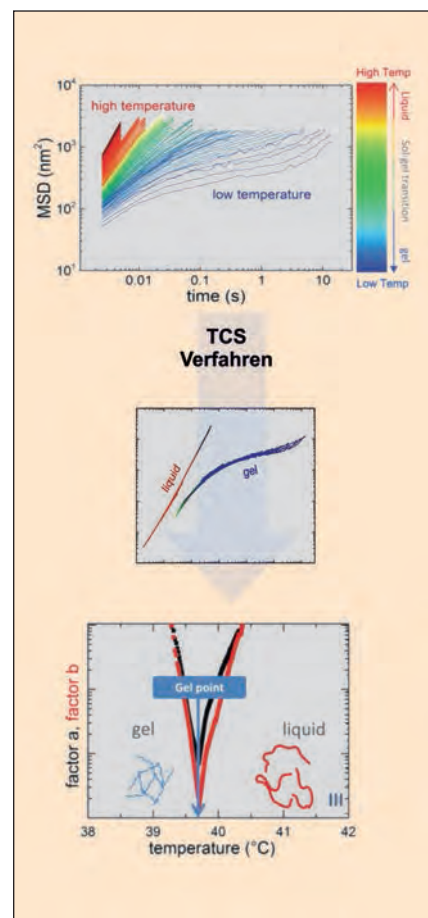 10⁴
10³
10²
10¹
MSD (nm²)
high temperature
low temperature
0.01
0.1
1
10
time (s)
High Temp
Liquid
Sol-gel transition
gel
Low Temp
TCS
Verfahren
liquid
gel
factor a, factor b
Gel point
gel
liquid
III
38
39
40
41
42
temperature (°C)